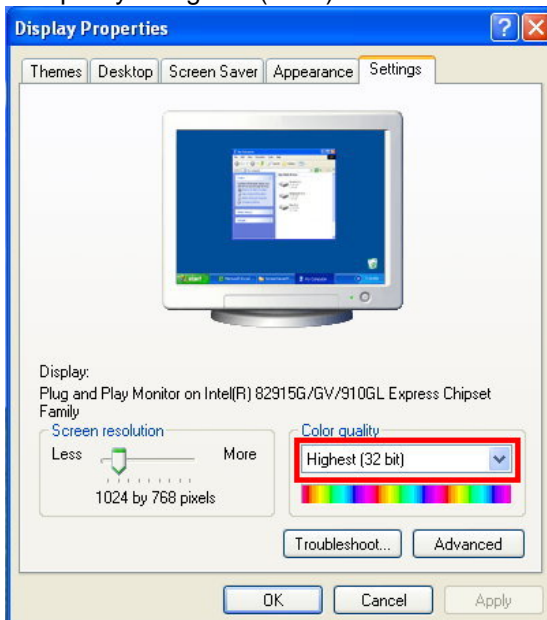 Display Properties
Themes Desktop Screen Saver Appearance Settings
Display:
Plug and Play Monitor on Intel(R) 82915G/GV/910GL Express Chipset
Family
Screen resolution
Less More
1024 by 768 pixels
Color quality
Highest (32 bit)
Troubleshoot... Advanced
OK Cancel Apply